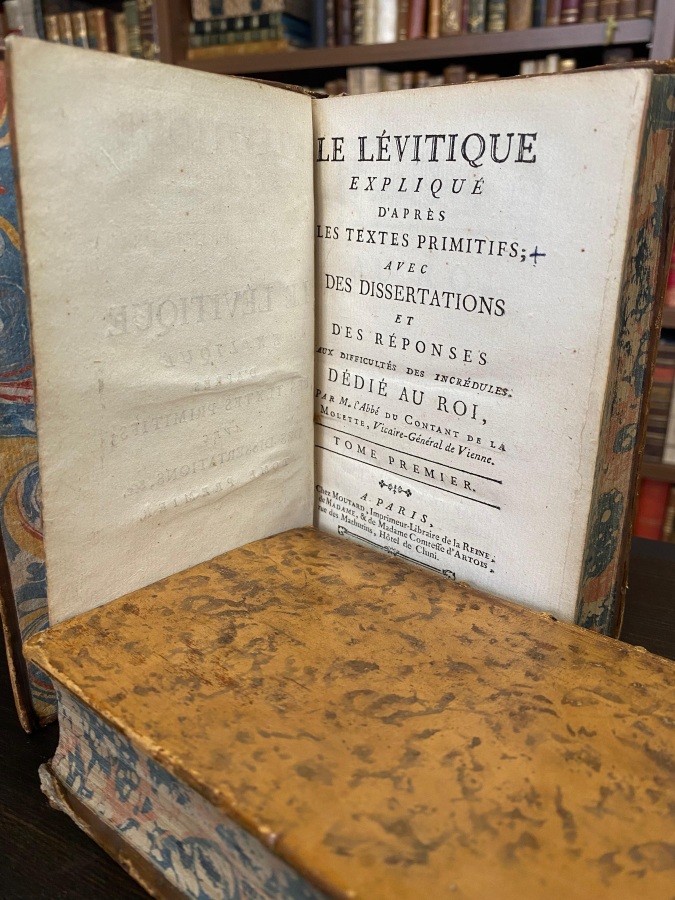 LE LÉVITIQUE
EXPLIQUÉ
D'APRÈS
LES TEXTES PRIMITIFS;
AVEC
DES DISSERTATIONS
ET
DES RÉPONSES
AUX DIFFICULTÉS DES INCRÉDULES.
DÉDIÉ AU ROI,
PAR M. l'Abbé DU CONTANT DE LA
MOLETTE, Vicaire-Général de Vienne.
TOME PREMIER.
A PARIS,
Chez MOUTARD, Imprimeur-Libraire de la REINE,
de MADAME, & de Madame Comtesse d'ARTOIS,
rue des Mathurins, Hôtel de Cluni.